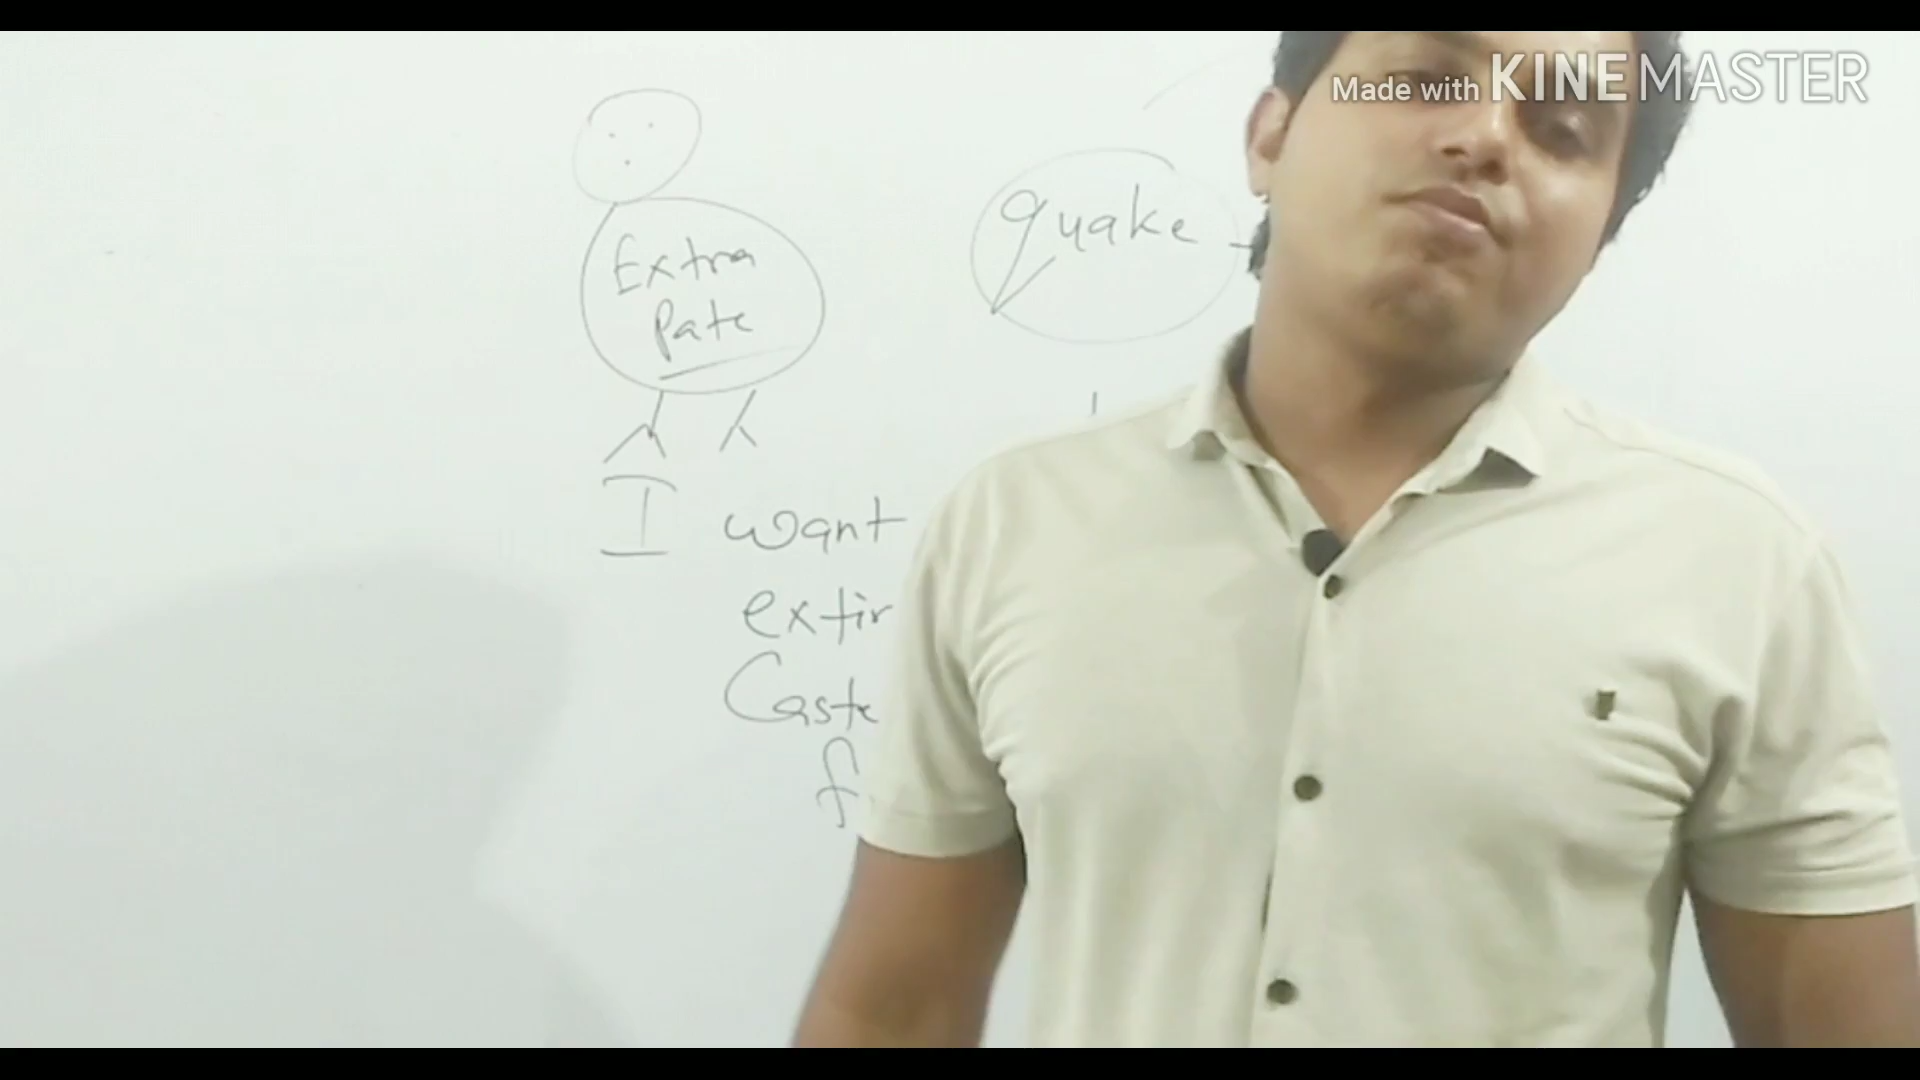 Made with KINEMASTER
Extra
Pate
quake
I want
extir
Caste
f